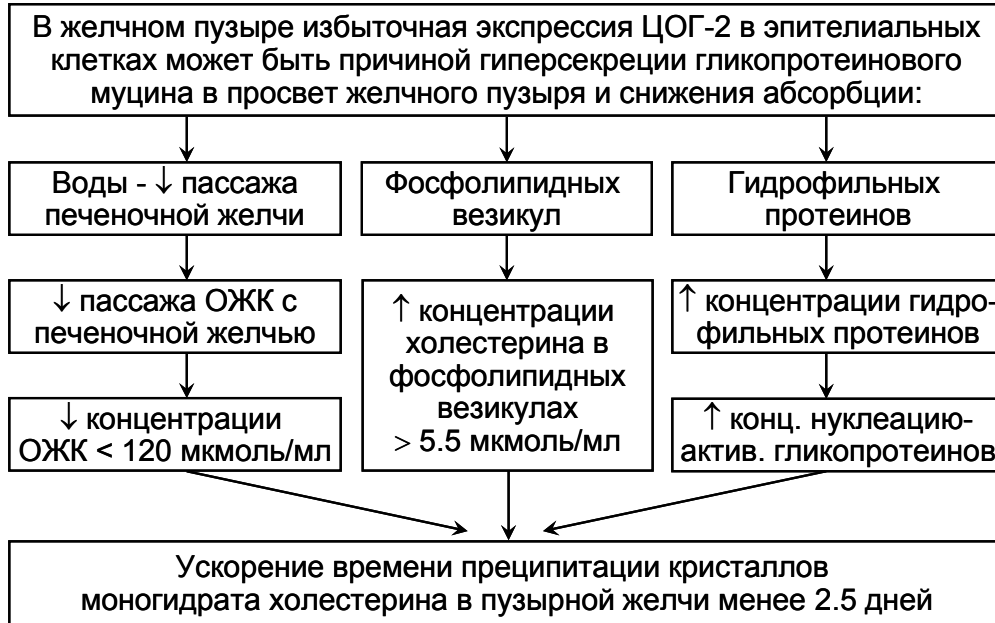 В желчном пузыре избыточная экспрессия ЦОГ-2 в эпителиальных
клетках может быть причиной гиперсекреции гликопротеинового
муцина в просвет желчного пузыря и снижения абсорбции:
Воды - ↓ пассажа
печеночной желчи
↓ пассажа ОЖК с
печеночной желчью
↓ концентрации
ОЖК < 120 мкмоль/мл
Фосфолипидных
везикул
↑ концентрации
холестерина в
фосфолипидных
везикулах
> 5.5 мкмоль/мл
Гидрофильных
протеинов
↑ концентрации гидро-
фильных протеинов
↑ конц. нуклеацию-
актив. гликопротеинов
Ускорение времени преципитации кристаллов
моногидрата холестерина в пузырной желчи менее 2.5 дней